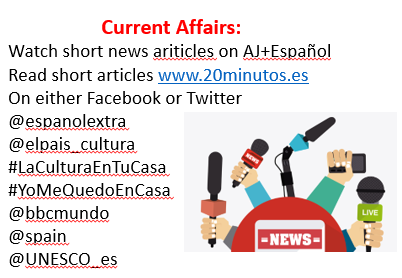 Current Affairs:
Watch short news ariticles on AJ+Español
Read short articles www.20minutos.es
On either Facebook or Twitter
@espanolextra
@elpais_cultura
#LaCulturaEnTuCasa
#YoMeQuedoEnCasa
@bbcmundo
@spain
@UNESCO_es
NEWS
LIVE
=NEWS=